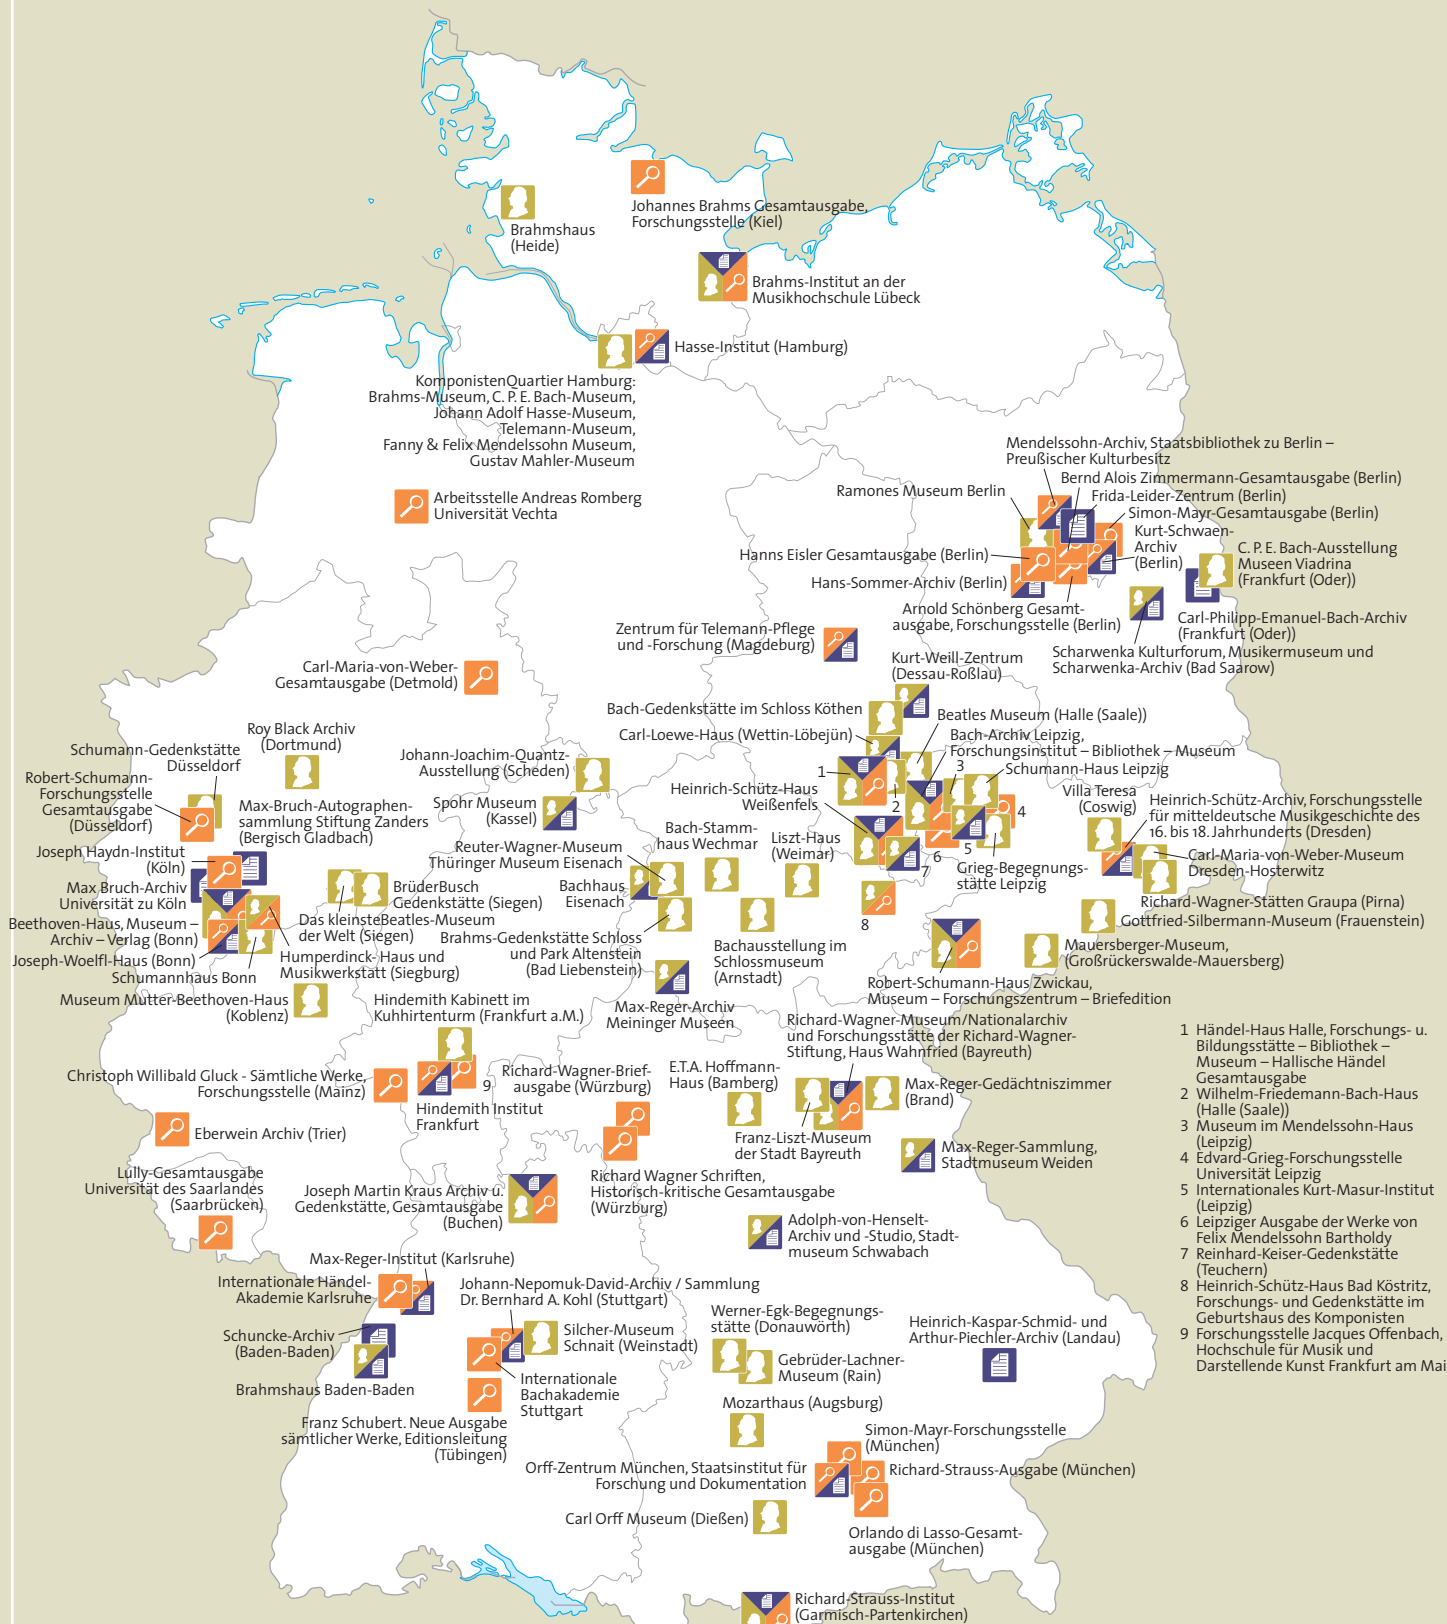 Johannes Brahms Gesamtausgabe,
Forschungsstelle (Kiel)
Brahmshaus
(Heide)
Brahms-Institut an der
Musikhochschule Lübeck
Hasse-Institut (Hamburg)
KomponistenQuartier Hamburg:
Brahms-Museum, C. P. E. Bach-Museum,
Johann Adolf Hasse-Museum,
Telemann-Museum,
Fanny & Felix Mendelssohn Museum,
Gustav Mahler-Museum
Arbeitsstelle Andreas Romberg
Universität Vechta
Mendelssohn-Archiv, Staatsbibliothek zu Berlin –
Preußischer Kulturbesitz
Bernd Alois Zimmermann-Gesamtausgabe (Berlin)
Ramones Museum Berlin
Frida-Leider-Zentrum (Berlin)
Simon-Mayr-Gesamtausgabe (Berlin)
Kurt-Schwaen-
Archiv
(Berlin)
Hanns Eisler Gesamtausgabe (Berlin)
C. P. E. Bach-Ausstellung
Museen Viadrina
(Frankfurt (Oder))
Hans-Sommer-Archiv (Berlin)
Arnold Schönberg Gesamt-
ausgabe, Forschungsstelle (Berlin)
Carl-Philipp-Emanuel-Bach-Archiv
(Frankfurt (Oder))
Scharwenka Kulturforum, Musikermuseum und
Scharwenka-Archiv (Bad Saarow)
Zentrum für Telemann-Pflege
und -Forschung (Magdeburg)
Kurt-Weill-Zentrum
(Dessau-Roßlau)
Carl-Maria-von-Weber-
Gesamtausgabe (Detmold)
Bach-Gedenkstätte im Schloss Köthen
Beatles Museum (Halle (Saale))
Carl-Loewe-Haus (Wettin-Löbejün)
Bach-Archiv Leipzig,
Forschungsinstitut – Bibliothek – Museum
Roy Black Archiv
(Dortmund)
Schumann-Gedenkstätte
Düsseldorf
Johann-Joachim-Quantz-
Ausstellung (Scheden)
1
3
Schumann-Haus Leipzig
Robert-Schumann-
Forschungsstelle
Gesamtausgabe
(Düsseldorf)
Heinrich-Schütz-Haus
Weißenfels
2
4
Villa Teresa
(Coswig)
Heinrich-Schütz-Archiv, Forschungsstelle
für mitteldeutsche Musikgeschichte des
16. bis 18. Jahrhunderts (Dresden)
Max-Bruch-Autographen-
sammlung Stiftung Zanders
(Bergisch Gladbach)
Spohr Museum
(Kassel)
Bach-Stamm-
haus Wechmar
Liszt-Haus
(Weimar)
5
6
7
Reuter-Wagner-Museum
Thüringer Museum Eisenach
Joseph Haydn-Institut
(Köln)
Grieg-Begegnungs-
stätte Leipzig
Carl-Maria-von-Weber-Museum
Dresden-Hosterwitz
Max Bruch-Archiv
Universität zu Köln
BrüderBusch
Gedenkstätte (Siegen)
Bachhaus
Eisenach
Richard-Wagner-Stätten Graupa (Pirna)
8
Beethoven-Haus, Museum –
Archiv – Verlag (Bonn)
Das kleinsteBeatles-Museum
der Welt (Siegen)
Gottfried-Silbermann-Museum (Frauenstein)
Brahms-Gedenkstätte Schloss
und Park Altenstein
(Bad Liebenstein)
Bachausstellung im
Schlossmuseum
(Arnstadt)
Mauersberger-Museum,
(Großrückerswalde-Mauersberg)
Joseph-Woelfl-Haus (Bonn)
Humperdinck-Haus und
Musikwerkstatt (Siegburg)
Schumannhaus Bonn
Robert-Schumann-Haus Zwickau,
Museum – Forschungszentrum – Briefedition
Museum Mutter-Beethoven-Haus
(Koblenz)
Hindemith Kabinett im
Kuhhirtenturm (Frankfurt a.M.)
Max-Reger-Archiv
Meininger Museen
Richard-Wagner-Museum/Nationalarchiv
und Forschungsstätte der Richard-Wagner-
Stiftung, Haus Wahnfried (Bayreuth)
Christoph Willibald Gluck - Sämtliche Werke,
Forschungsstelle (Mainz)
9
Richard-Wagner-Brief-
ausgabe (Würzburg)
E.T.A. Hoffmann-
Haus (Bamberg)
Max-Reger-Gedächtniszimmer
(Brand)
Hindemith Institut
Frankfurt
Eberwein Archiv (Trier)
Franz-Liszt-Museum
der Stadt Bayreuth
Max-Reger-Sammlung,
Stadtmuseum Weiden
Lully-Gesamtausgabe
Universität des Saarlandes
(Saarbrücken)
Joseph Martin Kraus Archiv u.
Gedenkstätte, Gesamtausgabe
(Buchen)
Richard Wagner Schriften,
Historisch-kritische Gesamtausgabe
(Würzburg)
Adolph-von-Henselt-
Archiv und -Studio, Stadt-
museum Schwabach
Max-Reger-Institut (Karlsruhe)
Internationale Händel-
Akademie Karlsruhe
Johann-Nepomuk-David-Archiv / Sammlung
Dr. Bernhard A. Kohl (Stuttgart)
Werner-Egk-Begegnungs-
stätte (Donauwörth)
Heinrich-Kaspar-Schmid- und
Arthur-Piechler-Archiv (Landau)
Schuncke-Archiv
(Baden-Baden)
Silcher-Museum
Schnait (Weinstadt)
Gebrüder-Lachner-
Museum (Rain)
Brahmshaus Baden-Baden
Internationale
Bachakademie
Stuttgart
Mozarthaus (Augsburg)
Franz Schubert. Neue Ausgabe
sämtlicher Werke, Editionsleitung
(Tübingen)
Simon-Mayr-Forschungsstelle
(München)
Orff-Zentrum München, Staatsinstitut für
Forschung und Dokumentation
Richard-Strauss-Ausgabe (München)
Carl Orff Museum (Dießen)
Orlando di Lasso-Gesamt-
ausgabe (München)
Richard-Strauss-Institut
(Garmisch-Partenkirchen)
1 Händel-Haus Halle, Forschungs- u.
Bildungsstätte – Bibliothek –
Museum – Hallische Händel
Gesamtausgabe
2 Wilhelm-Friedemann-Bach-Haus
(Halle (Saale))
3 Museum im Mendelssohn-Haus
(Leipzig)
4 Edvard-Grieg-Forschungsstelle
Universität Leipzig
5 Internationales Kurt-Masur-Institut
(Leipzig)
6 Leipziger Ausgabe der Werke von
Felix Mendelssohn Bartholdy
7 Reinhard-Keiser-Gedenkstätte
(Teuchern)
8 Heinrich-Schütz-Haus Bad Köstritz,
Forschungs- und Gedenkstätte im
Geburtshaus des Komponisten
9 Forschungsstelle Jacques Offenbach,
Hochschule für Musik und
Darstellende Kunst Frankfurt am Mai